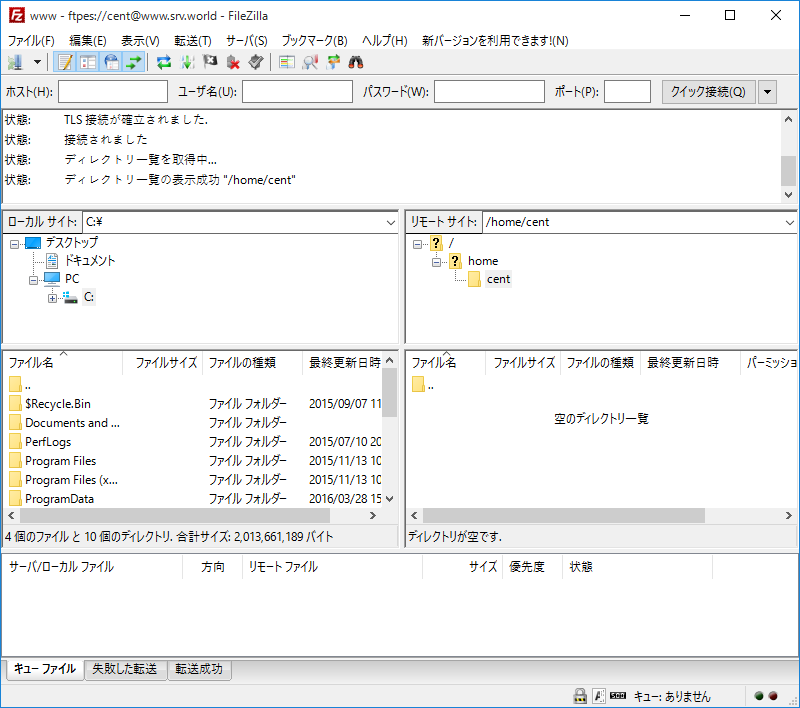 www - ftpes://cent@www.srv.world - FileZilla
ファイル(F) 編集(E) 表示(V) 転送(T) サーバ(S) ブックマーク(B) ヘルプ(H) 新バージョンを利用できます!(N)
ホスト(H): ユーザ名(U): パスワード(W): ポート(P): クイック接続(Q)
状態: TLS 接続が確立されました.
状態: 接続されました
状態: ディレクトリ一覧を取得中...
状態: ディレクトリ一覧の表示成功 "/home/cent"
ローカル サイト: C:¥
デスクトップ
ドキュメント
PC
C:
リモート サイト: /home/cent
/
home
cent
ファイル名 ファイルサイズ ファイルの種類 最終更新日時
..
$Recycle.Bin ファイル フォルダー 2015/09/07 11
Documents and ... ファイル フォルダー
PerfLogs ファイル フォルダー 2015/07/10 20
Program Files ファイル フォルダー 2015/11/13 10
Program Files (x... ファイル フォルダー 2015/11/13 10
ProgramData ファイル フォルダー 2016/03/28 15
4 個のファイル と 10 個のディレクトリ. 合計サイズ: 2,013,661,189 バイト
ファイル名 ファイルサイズ ファイルの種類 最終更新日時 パーミッショ
..
空のディレクトリ一覧
ディレクトリが空です.
サーバ/ローカル ファイル 方向 リモート ファイル サイズ 優先度 状態
キュー ファイル 失敗した転送 転送成功
キュー: ありません